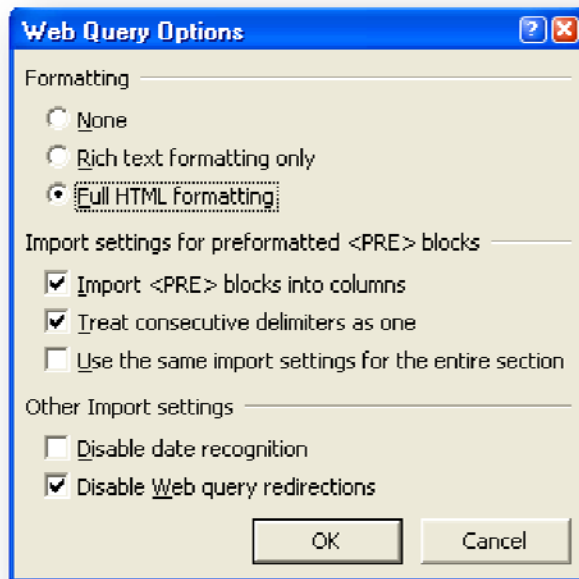 Web Query Options
Formatting
None
Rich text formatting only
Full HTML formatting
Import settings for preformatted <PRE> blocks
Import <PRE> blocks into columns
Treat consecutive delimiters as one
Use the same import settings for the entire section
Other Import settings
Disable date recognition
Disable Web query redirections
OK Cancel